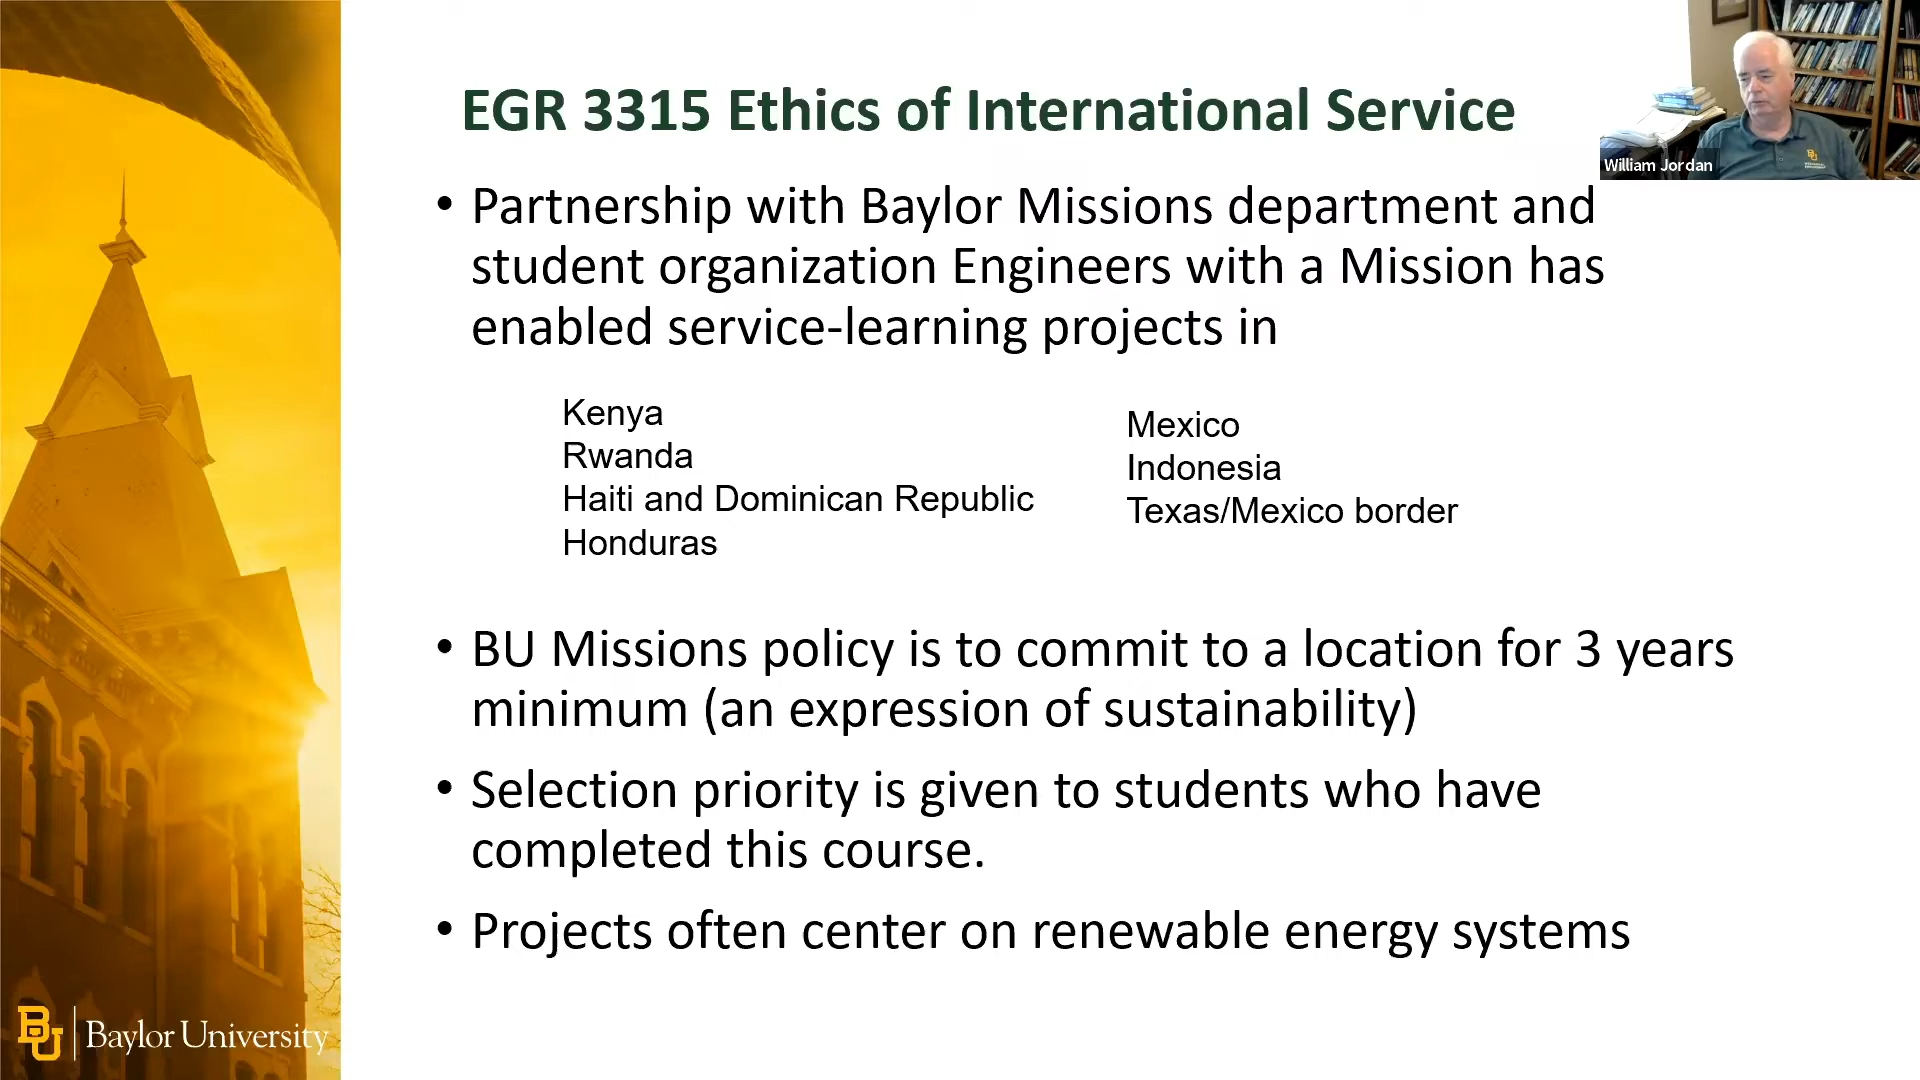 EGR 3315 Ethics of International Service
William Jordan
• Partnership with Baylor Missions department and
student organization Engineers with a Mission has
enabled service-learning projects in
Kenya
Rwanda
Haiti and Dominican Republic
Honduras
Mexico
Indonesia
Texas/Mexico border
• BU Missions policy is to commit to a location for 3 years
minimum (an expression of sustainability)
• Selection priority is given to students who have
completed this course.
• Projects often center on renewable energy systems
BU Baylor University